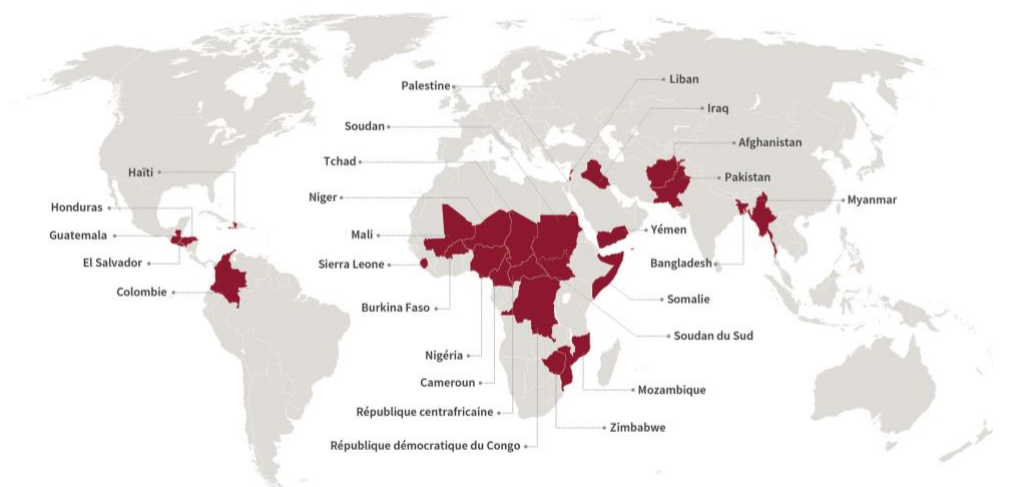 Palestine
Liban
Iraq
Soudan
Afghanistan
Tchad
Haïti
Pakistan
Niger
Myanmar
Honduras
Mali
Yémen
Guatemala
El Salvador
Sierra Leone
Bangladesh
Colombie
Somalie
Burkina Faso
Soudan du Sud
Nigéria
Cameroun
Mozambique
République centrafricaine
Zimbabwe
République démocratique du Congo